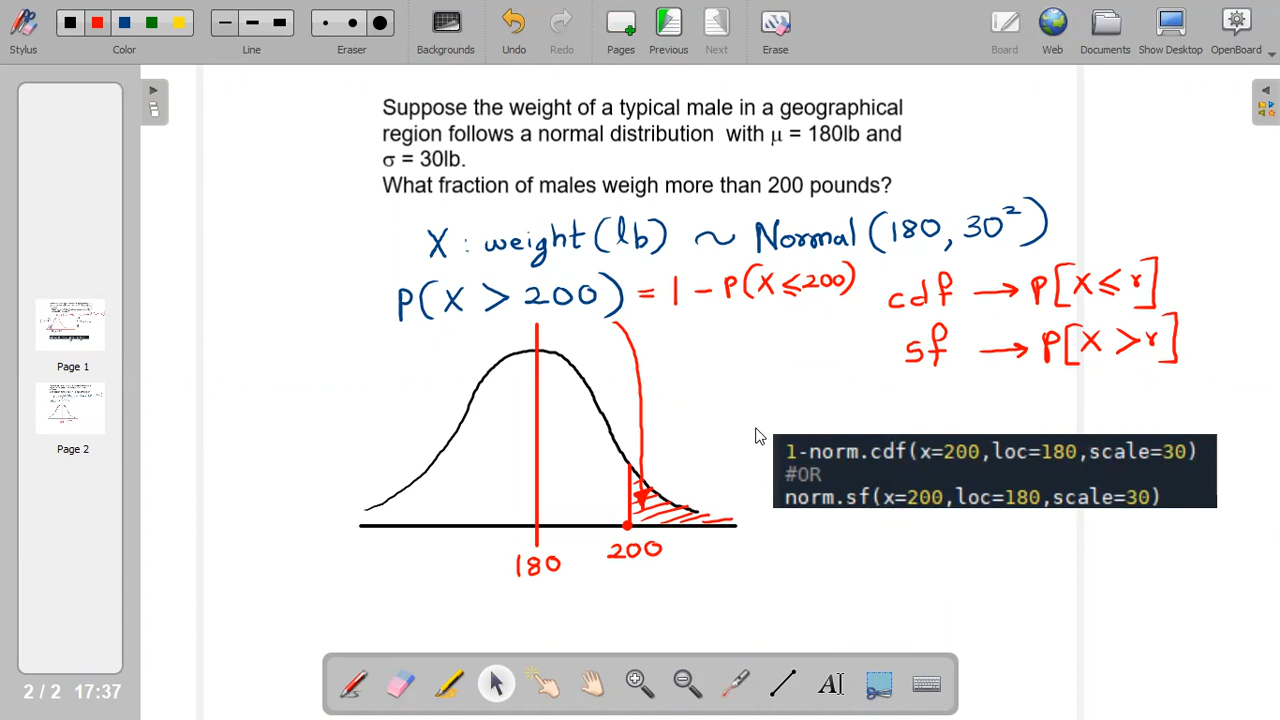 Stylus
Color
Line
Eraser
Backgrounds
Undo
Redo
Pages
Previous
Next
Erase
Board
Web
Documents
Show Desktop
OpenBoard
Suppose the weight of a typical male in a geographical
region follows a normal distribution with μ = 180lb and
σ = 30lb.
What fraction of males weigh more than 200 pounds?
X : weight (lb) ~ Normal (180, 30²)
P(X > 200) = 1 - P(X ≤ 200)
cdf → P[X ≤ r]
sf → P[X > r]
1-norm.cdf(x=200,loc=180,scale=30)
#OR
norm.sf(x=200,loc=180,scale=30)
180
200
Page 1
Page 2
2 / 2 17:37